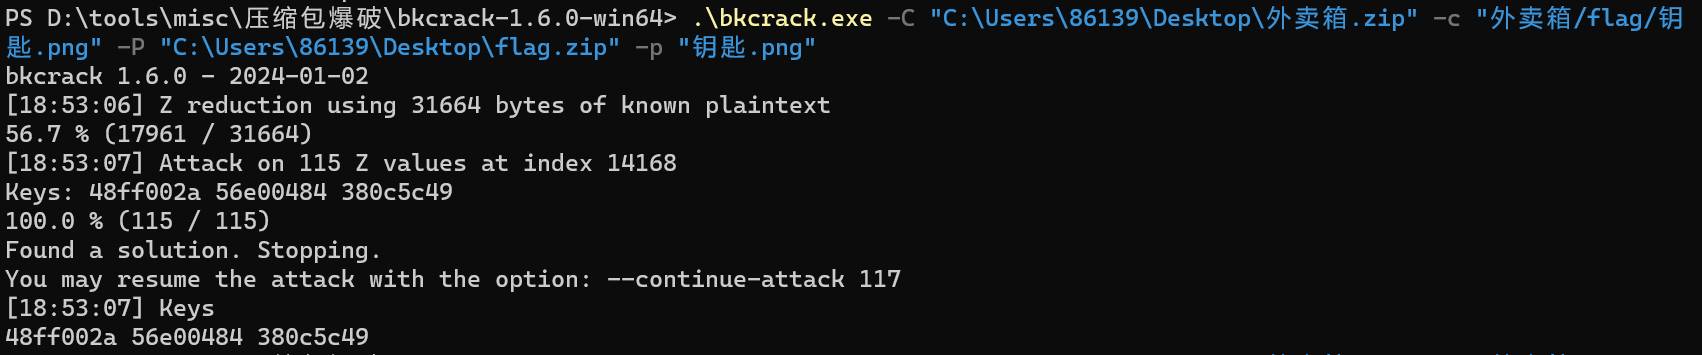 PS D:\tools\misc\压缩包爆破\bkcrack-1.6.0-win64> .\bkcrack.exe -C "C:\Users\86139\Desktop\外卖箱.zip" -c "外卖箱/flag/钥
匙.png" -P "C:\Users\86139\Desktop\flag.zip" -p "钥匙.png"
bkcrack 1.6.0 - 2024-01-02
[18:53:06] Z reduction using 31664 bytes of known plaintext
56.7 % (17961 / 31664)
[18:53:07] Attack on 115 Z values at index 14168
Keys: 48ff002a 56e00484 380c5c49
100.0 % (115 / 115)
Found a solution. Stopping.
You may resume the attack with the option: --continue-attack 117
[18:53:07] Keys
48ff002a 56e00484 380c5c49